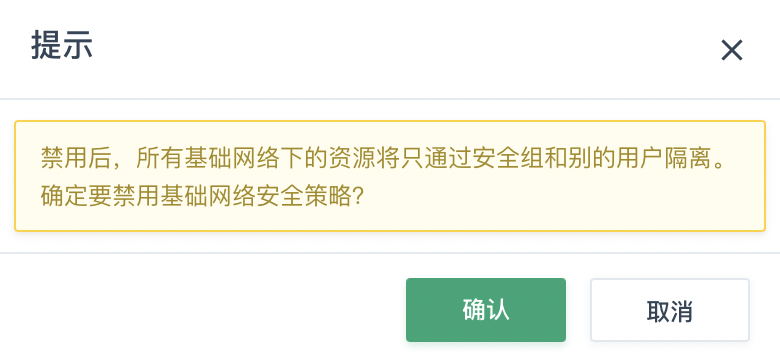 提示
禁用后，所有基础网络下的资源将只通过安全组和别的用户隔离。
确定要禁用基础网络安全策略？
确认
取消